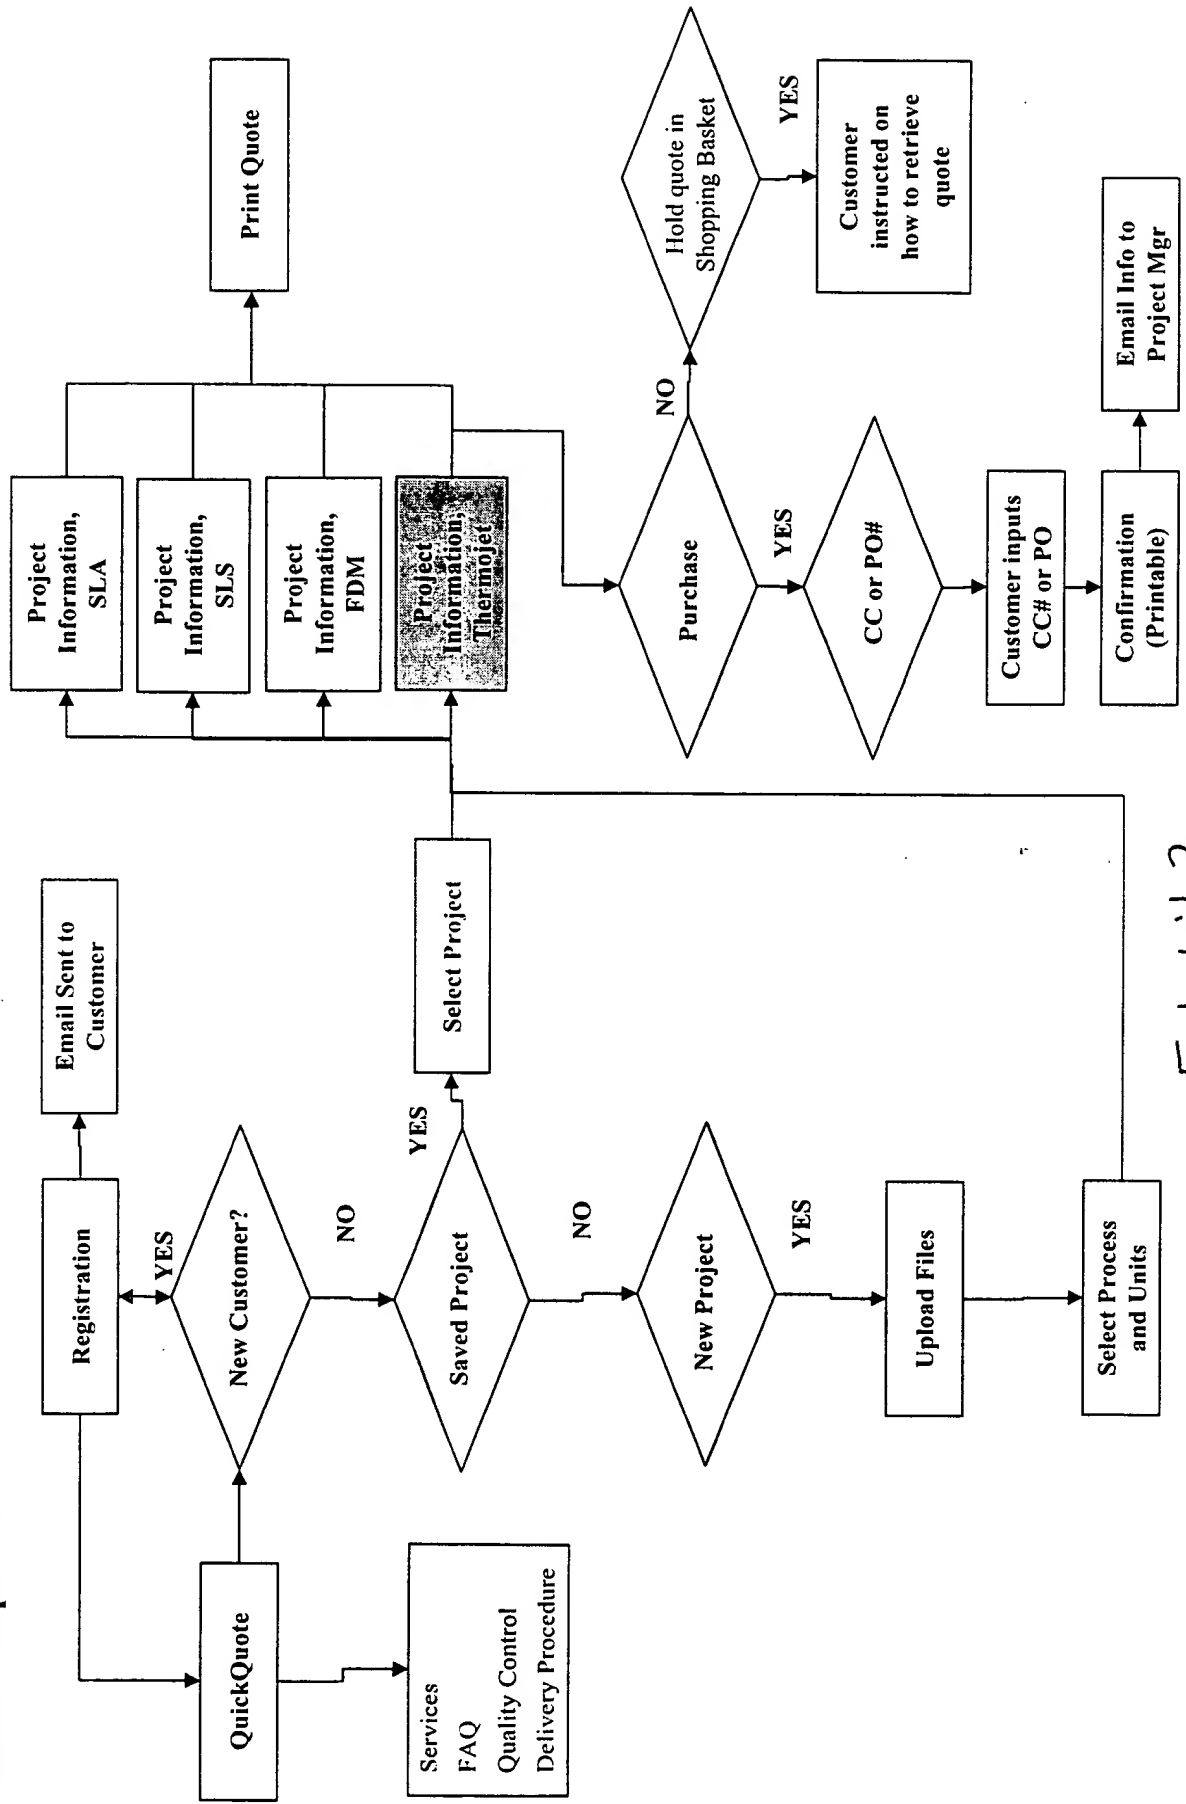 Registration
Email Sent to
Customer
Project
Information,
SLA
Project
Information,
SLS
Project
Information,
FDM
Project
Information,
Thermojet
Print Quote
QuickQuote
YES
New Customer?
NO
Services
FAQ
Quality Control
Delivery Procedure
Saved Project
YES
Select Project
NO
New Project
YES
Upload Files
Select Process
and Units
Purchase
NO
Hold quote in
Shopping Basket
YES
Customer
instructed on
how to retrieve
quote
YES
CC or PO#
Customer inputs
CC# or PO
Confirmation
(Printable)
Email Info to
Project Mgr